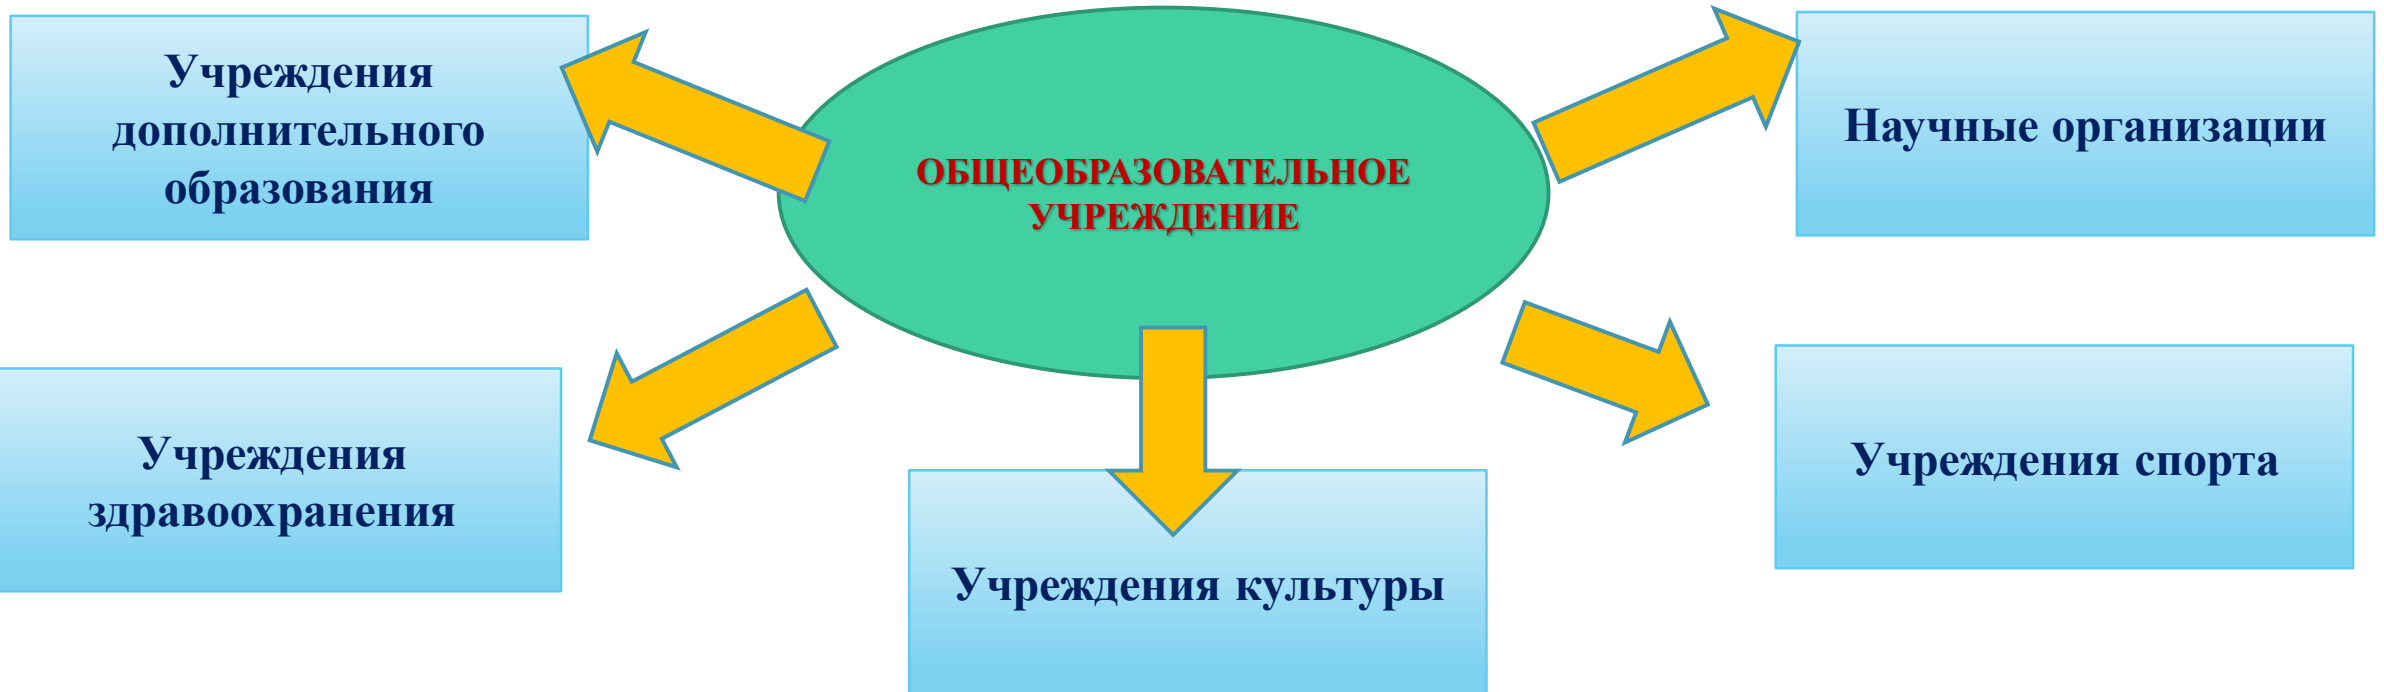 Учреждения
дополнительного
образования
ОБЩЕОБРАЗОВАТЕЛЬНОЕ
УЧРЕЖДЕНИЕ
Научные организации
Учреждения
здравоохранения
Учреждения культуры
Учреждения спорта